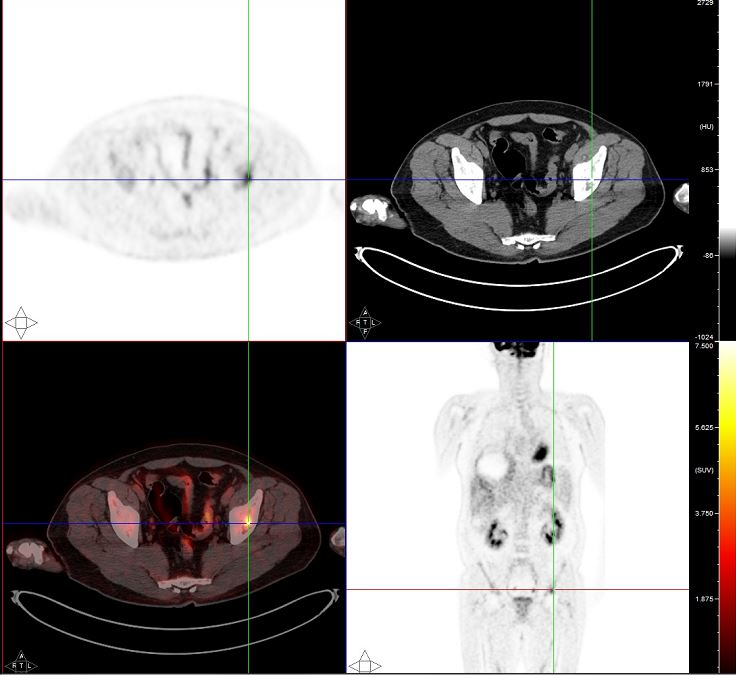 2729
1791
(HU)
853
-86
-1024
A
R T L
P
7.500
5.625
(SUV)
3.750
1.875
A
R T L